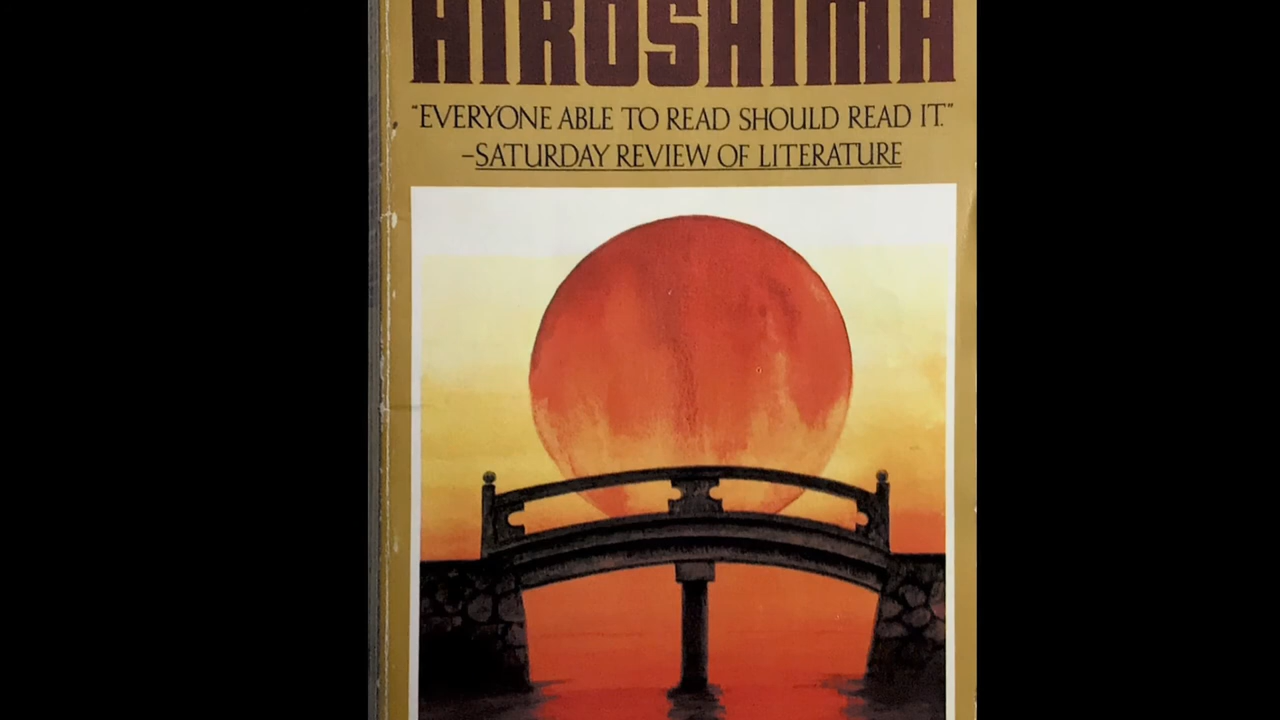 HIROSHIMA
"EVERYONE ABLE TO READ SHOULD READ IT."
–SATURDAY REVIEW OF LITERATURE